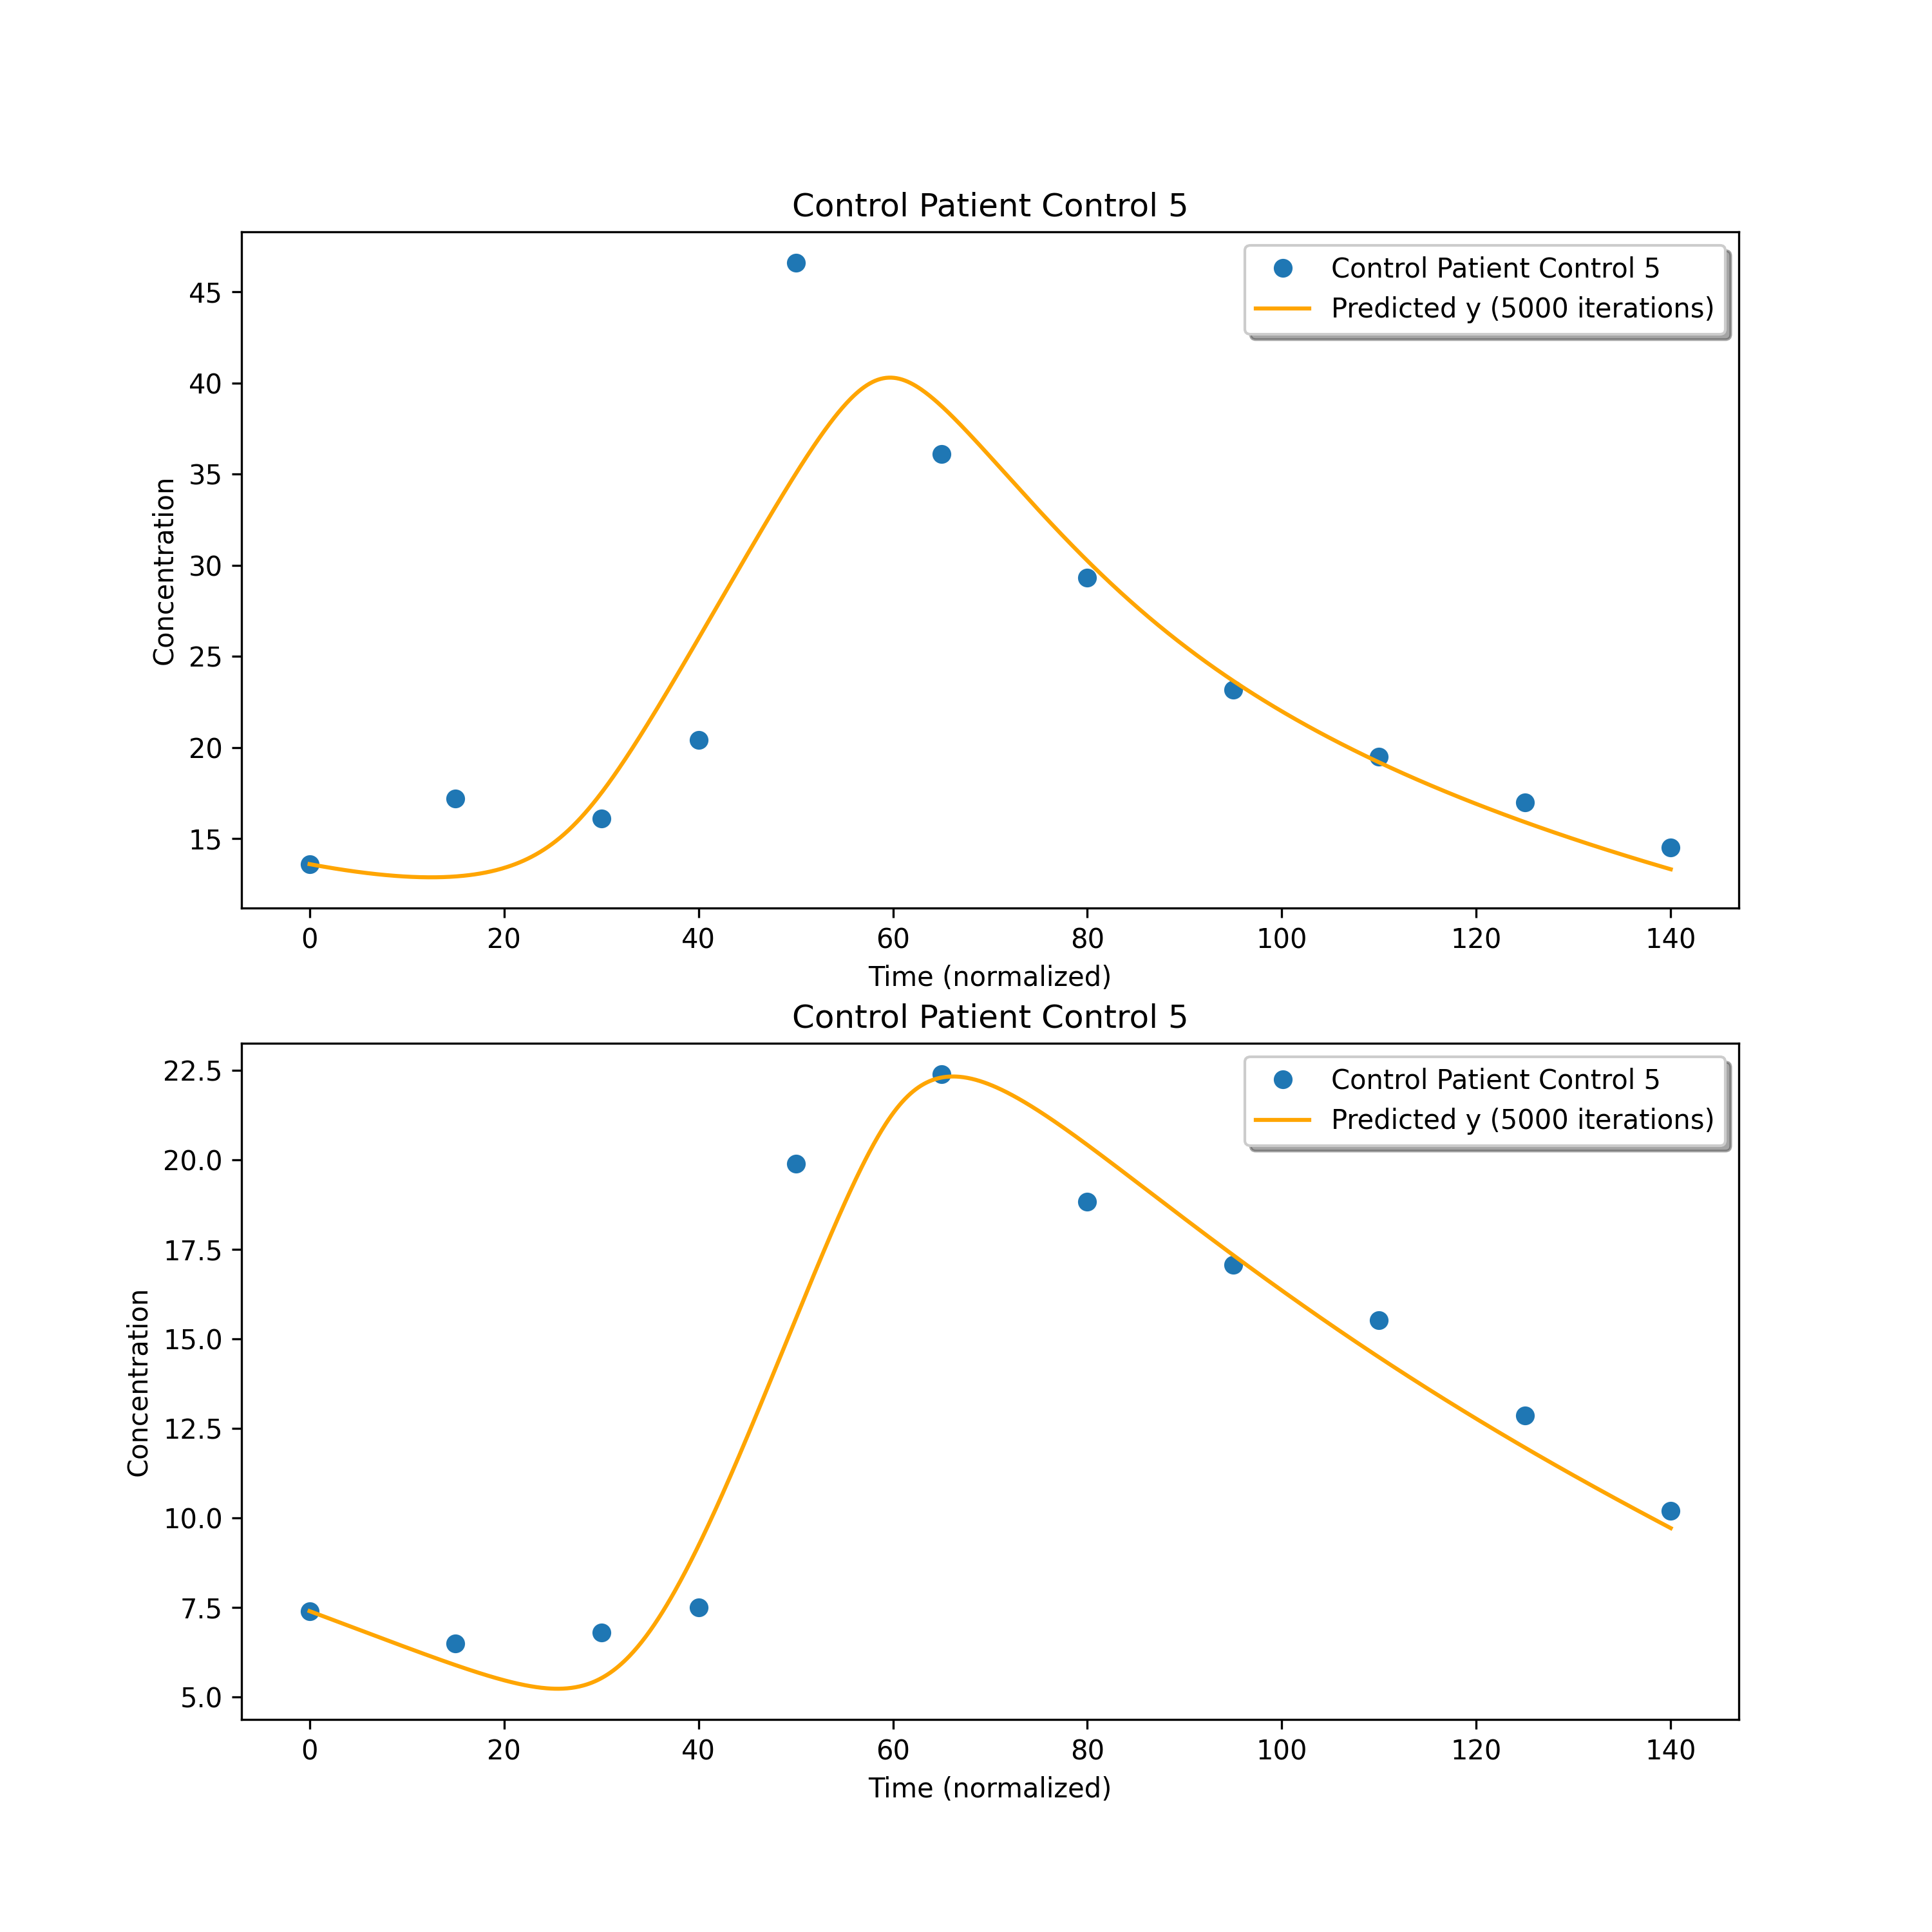 Control Patient Control 5
Control Patient Control 5
Predicted y (5000 iterations)
45
40
35
30
25
20
15
Concentration
0 20 40 60 80 100 120 140
Time (normalized)
Control Patient Control 5
Control Patient Control 5
Predicted y (5000 iterations)
22.5
20.0
17.5
15.0
12.5
10.0
7.5
5.0
Concentration
0 20 40 60 80 100 120 140
Time (normalized)